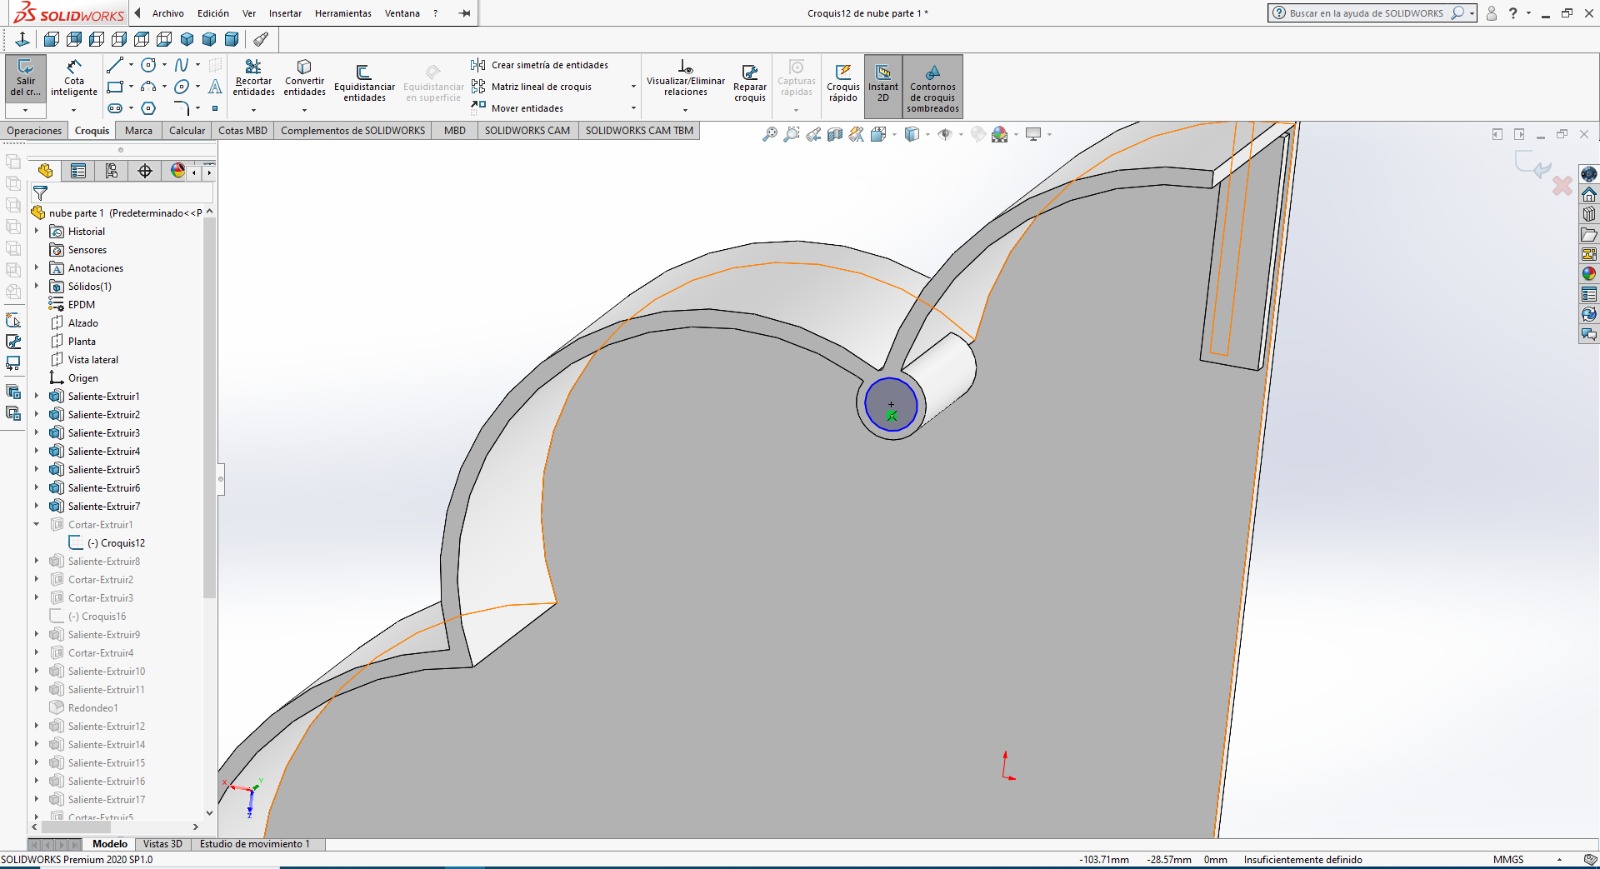 SOLIDWORKS Archivo Edición Ver Insertar Herramientas Ventana ? Croquis12 de nube parte 1 * Buscar en la ayuda de SOLIDWORKS ?
Salir del cr...
Cota inteligente
Recortar entidades
Convertir entidades
Equidistanciar entidades
Equidistanciar en superficie
Crear simetría de entidades
Matriz lineal de croquis
Mover entidades
Visualizar/Eliminar relaciones
Reparar croquis
Capturas rápidas
Croquis rápido
Instant 2D
Contornos de croquis sombreados
Operaciones Croquis Marca Calcular Cotas MBD Complementos de SOLIDWORKS MBD SOLIDWORKS CAM SOLIDWORKS CAM TBM
nube parte 1 (Predeterminado<<P
Historial
Sensores
Anotaciones
Sólidos(1)
EPDM
Alzado
Planta
Vista lateral
Origen
Saliente-Extruir1
Saliente-Extruir2
Saliente-Extruir3
Saliente-Extruir4
Saliente-Extruir5
Saliente-Extruir6
Saliente-Extruir7
Cortar-Extruir1
(-) Croquis12
Saliente-Extruir8
Cortar-Extruir2
Cortar-Extruir3
(-) Croquis16
Saliente-Extruir9
Cortar-Extruir4
Saliente-Extruir10
Saliente-Extruir11
Redondeo1
Saliente-Extruir12
Saliente-Extruir14
Saliente-Extruir15
Saliente-Extruir16
Saliente-Extruir17
Cortar-Extruir5
X Y Z
Modelo Vistas 3D Estudio de movimiento 1
SOLIDWORKS Premium 2020 SP1.0 -103.71mm -28.57mm 0mm Insuficientemente definido MMGS